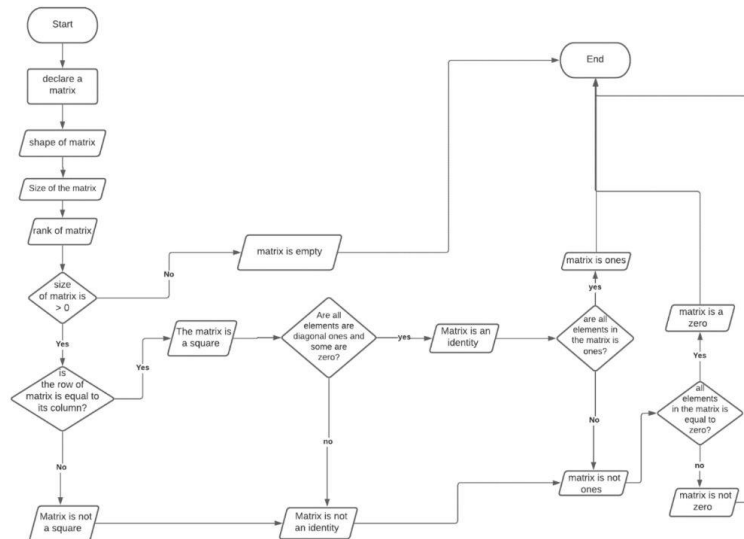 Start
End
declare a
matrix
shape of matrix
Size of the matrix
rank of matrix
matrix is empty
No
size
of matrix is
> 0
Yes
The matrix is
a square
Yes
Are all
elements are
diagonal ones and
some are
zero?
yes
Matrix is an
identity
matrix is ones
yes
are all
elements in
the matrix is
ones?
matrix is a
zero
Yes
is
the row of
matrix is equal to
its column?
all
elements
in the matrix is
equal to
zero?
No
no
No
no
Matrix is not
a square
Matrix is not
an identity
matrix is not
ones
matrix is not
zero